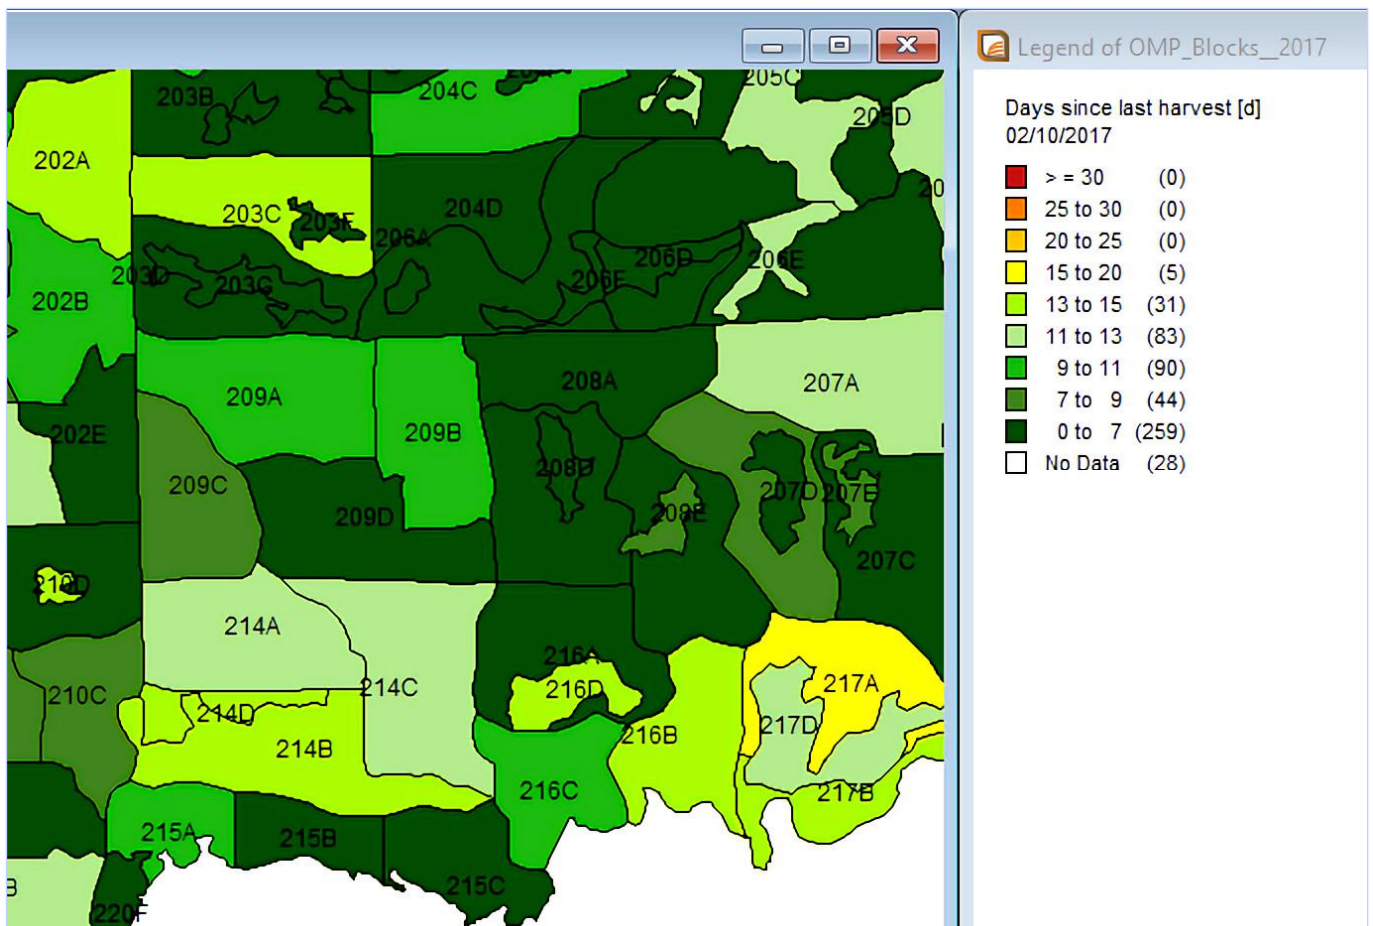 Legend of OMP_Blocks__2017
Days since last harvest [d]
02/10/2017
> = 30 (0)
25 to 30 (0)
20 to 25 (0)
15 to 20 (5)
13 to 15 (31)
11 to 13 (83)
9 to 11 (90)
7 to 9 (44)
0 to 7 (259)
No Data (28)
203B
204C
205C
205D
202A
203C
203F
204D
206A
203D
203G
206F
206D
206E
202B
209A
208A
207A
202E
209B
209C
208D
207D
207E
209D
208E
207C
210D
214A
216A
210C
214C
216D
217A
214D
214B
216B
217D
216C
217B
215A
215B
215C
220F